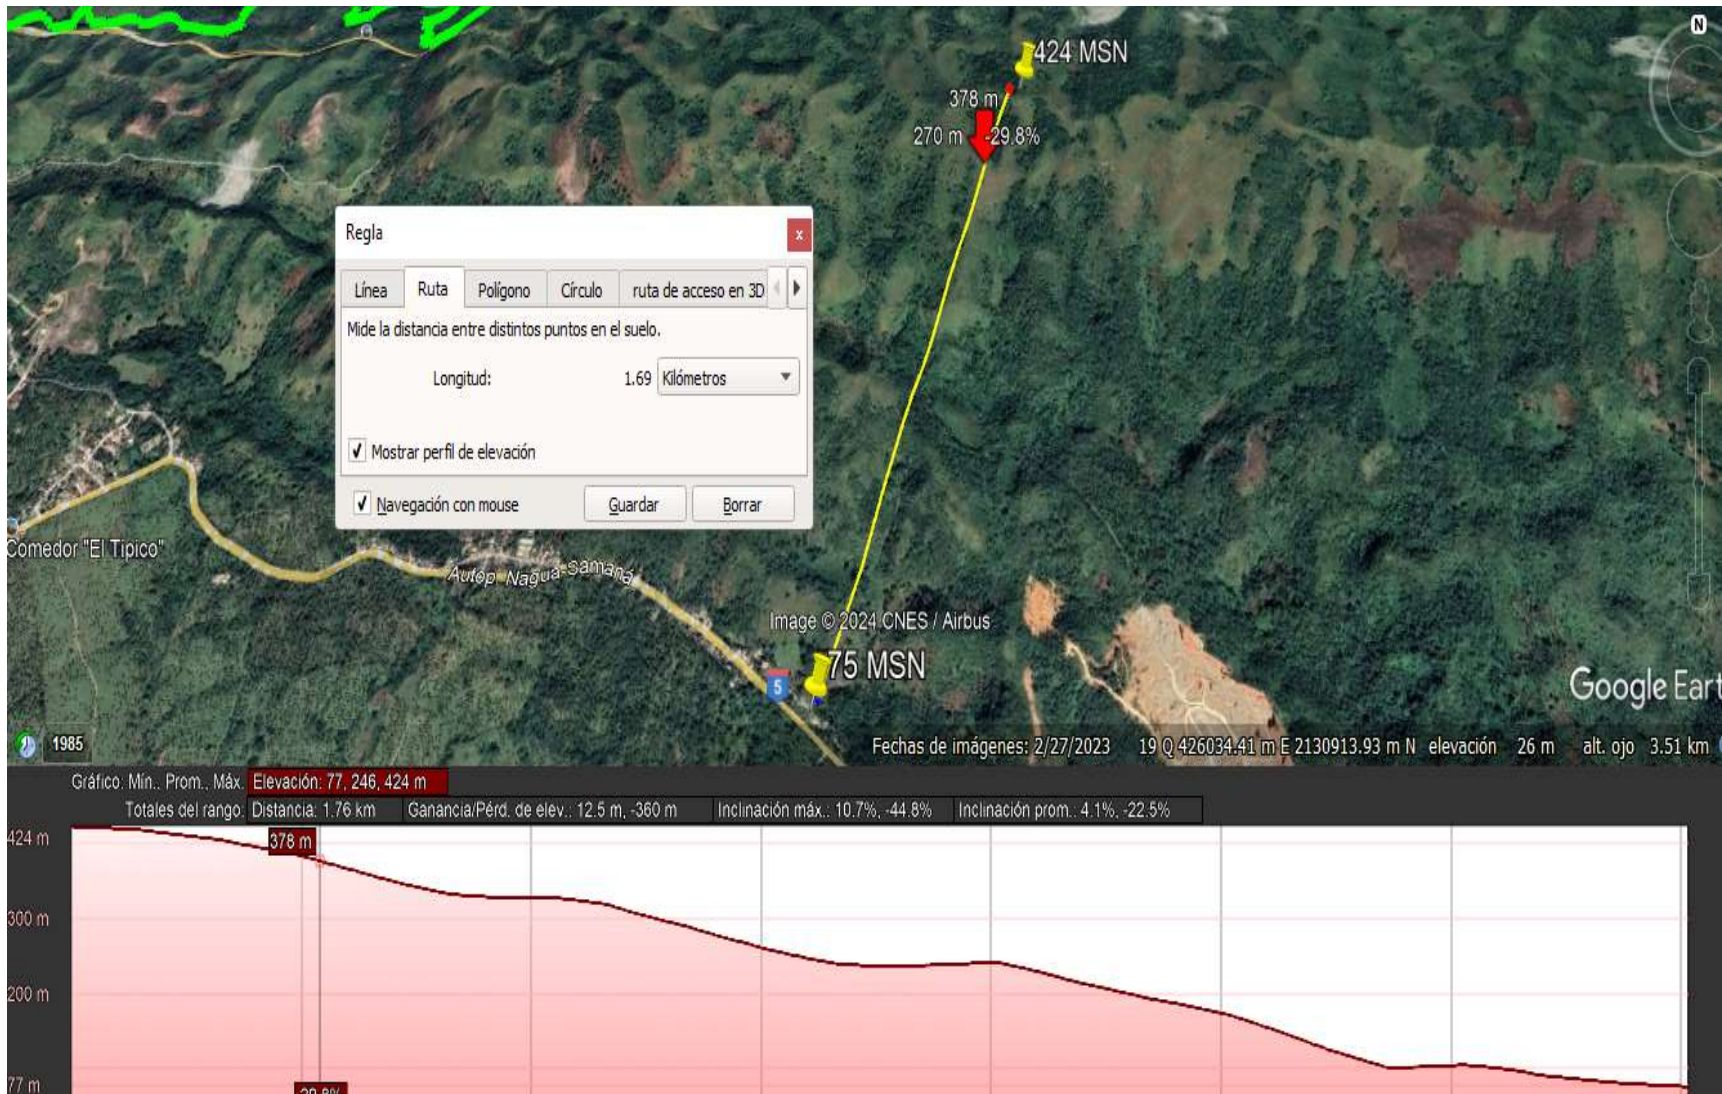 N
424 MSN
378 m
270 m
-29.8%
Regla
x
Línea
Ruta
Polígono
Círculo
ruta de acceso en 3D
Mide la distancia entre distintos puntos en el suelo.
Longitud:
1.69
Kilómetros
Mostrar perfil de elevación
Navegación con mouse
Guardar
Borrar
Comedor "El Tipico"
Autop Nagua-Samaná
Image © 2024 CNES / Airbus
75 MSN
5
Google Eart
1985
Fechas de imágenes: 2/27/2023 19 Q 426034.41 m E 2130913.93 m N elevación 26 m alt. ojo 3.51 km
Gráfico: Mín., Prom., Máx. Elevación: 77, 246, 424 m
Totales del rango: Distancia: 1.76 km Ganancia/Pérd. de elev.: 12.5 m, -360 m Inclinación máx.: 10.7%, -44.8% Inclinación prom.: 4.1%, -22.5%
424 m
378 m
300 m
200 m
77 m